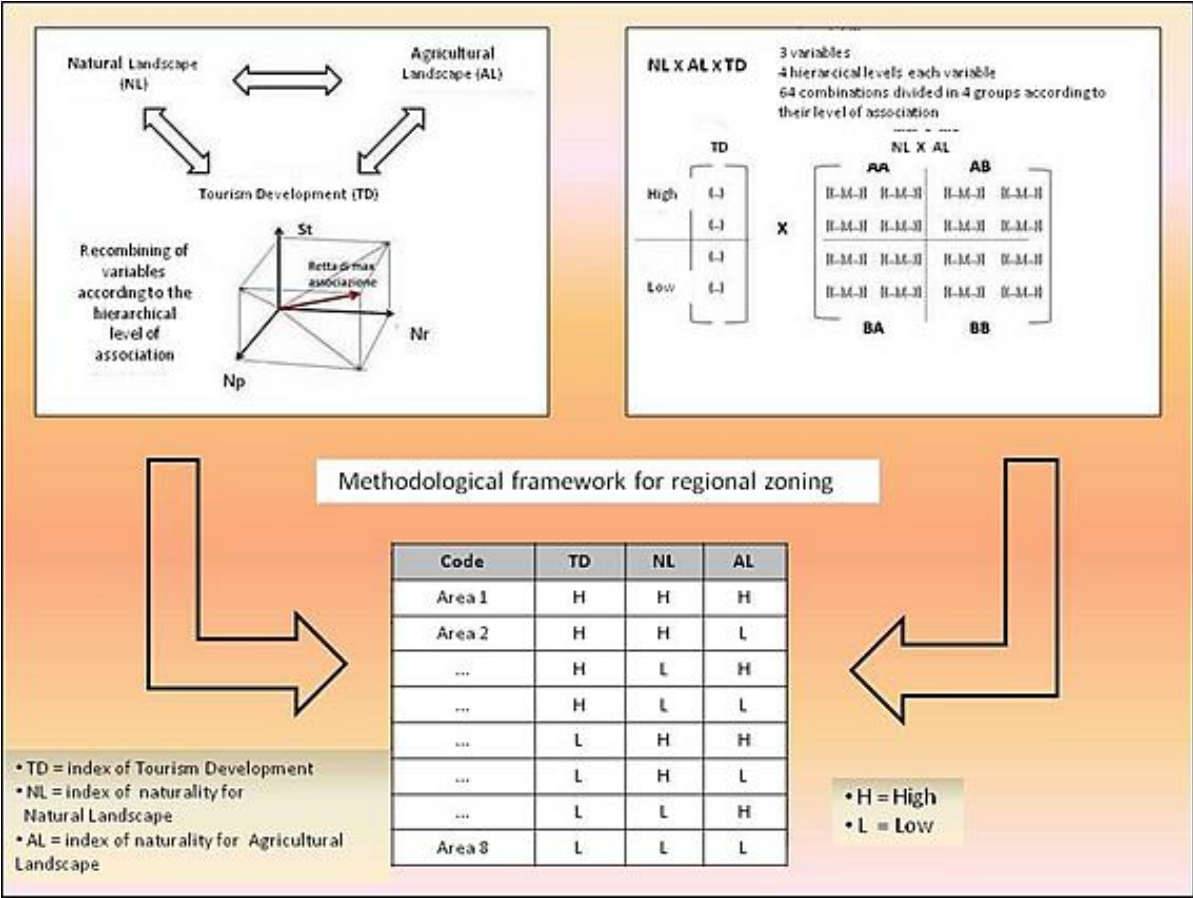 Natural Landscape
(NL)
Agricultural
Landscape (AL)
Tourism Development (TD)
Recombining of
variables
according to the
hierarchical
level of
association
St
Retta di max
associazione
Nr
Np
NL X AL X TD
3 variables
4 hierarcical levels each variable
64 combinations divided in 4 groups according to
their level of association
TD
NL X AL
AA AB
High
Low
X
BA BB
Methodological framework for regional zoning
Code TD NL AL
Area 1 H H H
Area 2 H H L
... H L H
... H L L
... L H H
... L H L
... L L H
Area 8 L L L
• TD = index of Tourism Development
• NL = index of naturality for
Natural Landscape
• AL = index of naturality for Agricultural
Landscape
• H = High
• L = Low